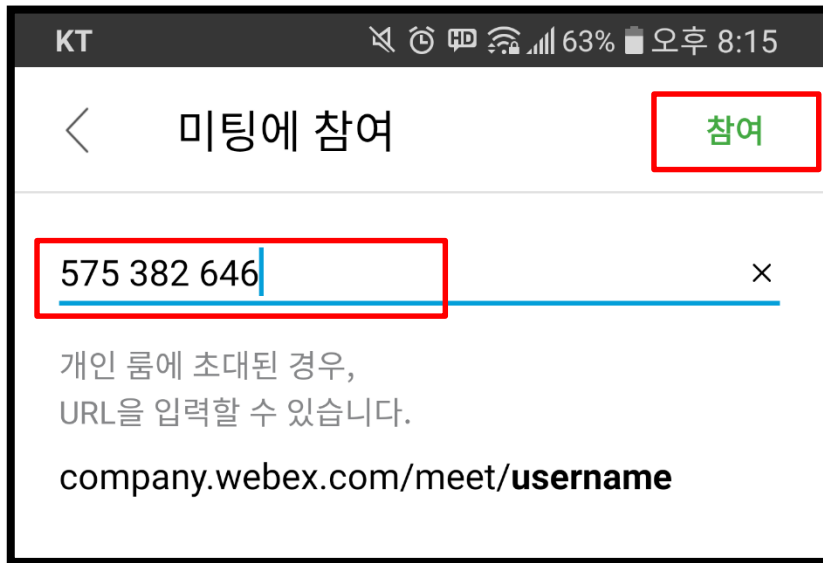 KT HD 63% 오후 8:15
미팅에 참여 참여
575 382 646 ×
개인 룸에 초대된 경우,
URL을 입력할 수 있습니다.
company.webex.com/meet/username